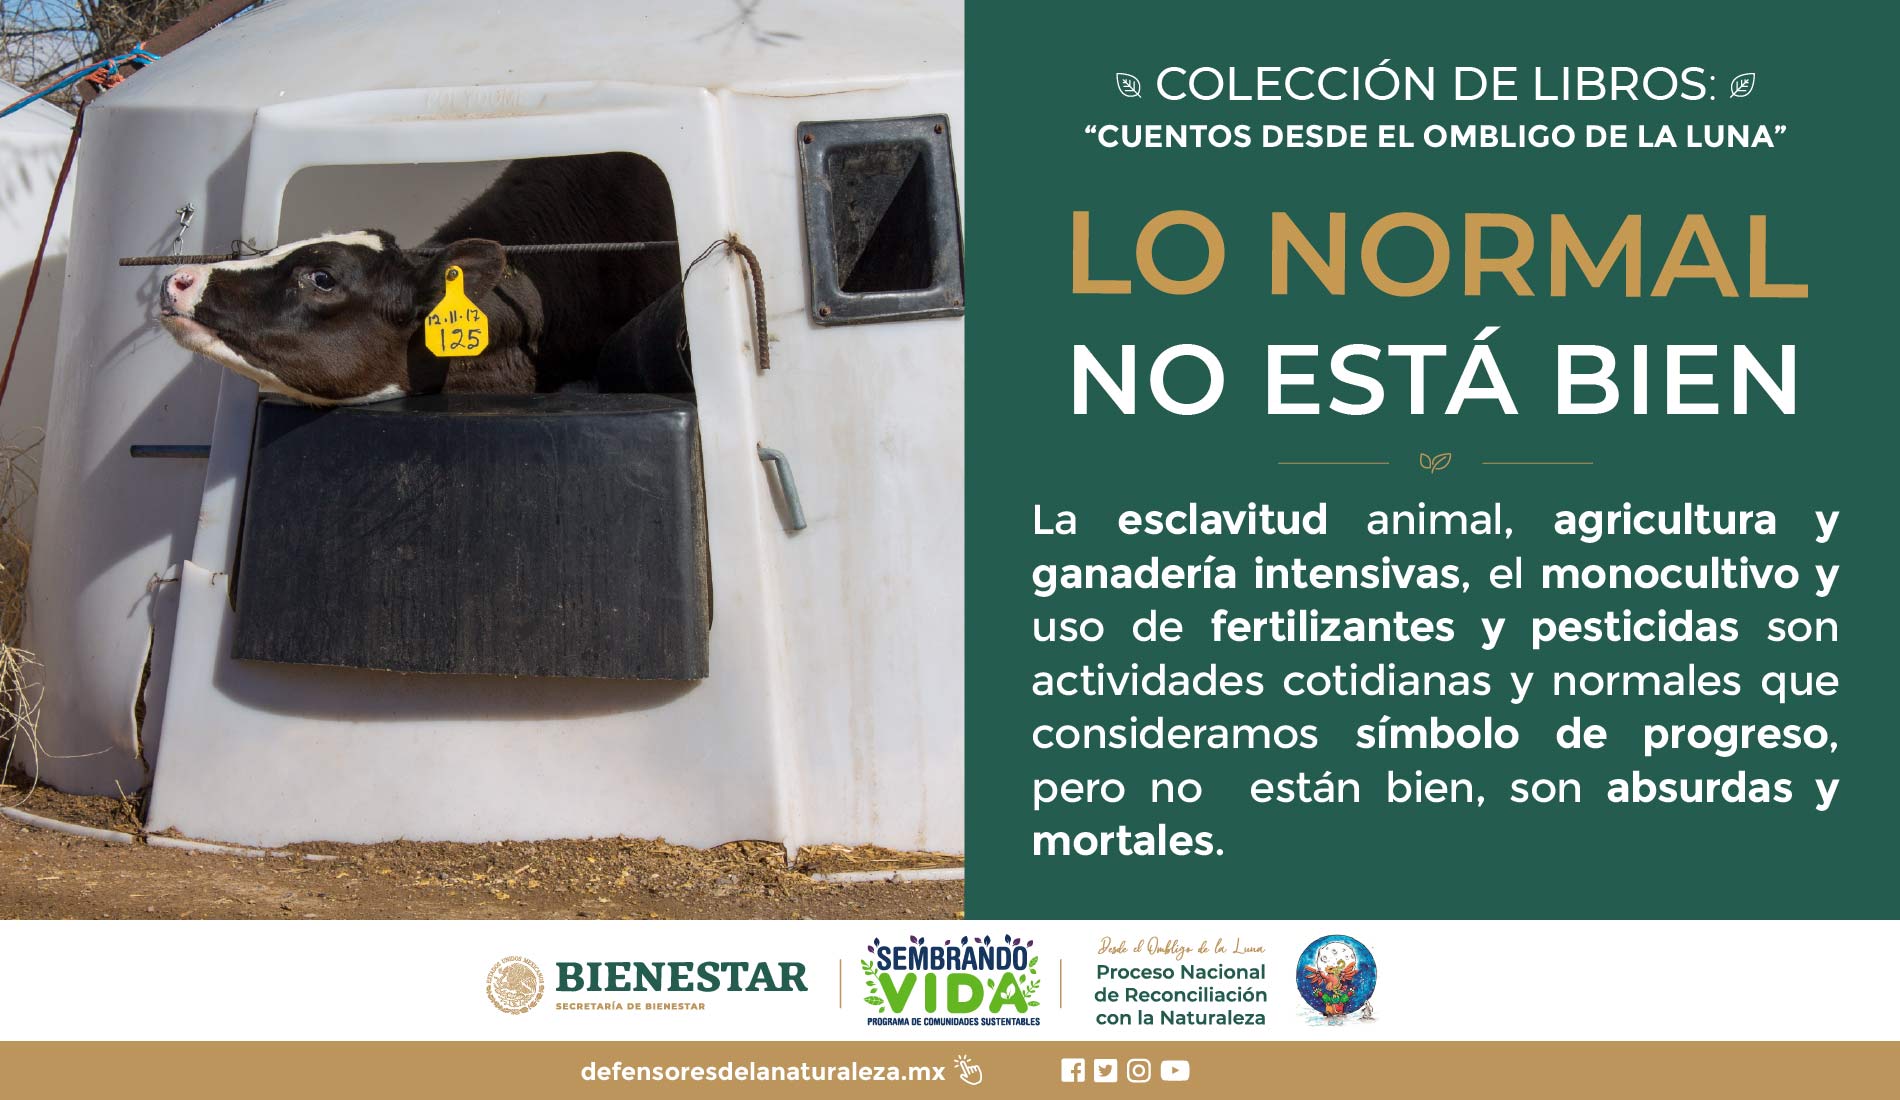 COLECCIÓN DE LIBROS:
“CUENTOS DESDE EL OMBLIGO DE LA LUNA”
LO NORMAL
NO ESTÁ BIEN
La esclavitud animal, agricultura y
ganadería intensivas, el monocultivo y
uso de fertilizantes y pesticidas son
actividades cotidianas y normales que
consideramos símbolo de progreso,
pero no están bien, son absurdas y
mortales.
12.11.17
125
ESTADOS UNIDOS MEXICANOS
BIENESTAR
SECRETARÍA DE BIENESTAR
SEMBRANDO
VIDA
PROGRAMA DE COMUNIDADES SUSTENTABLES
Desde el Ombligo de la Luna
Proceso Nacional
de Reconciliación
con la Naturaleza
defensoresdelanaturaleza.mx